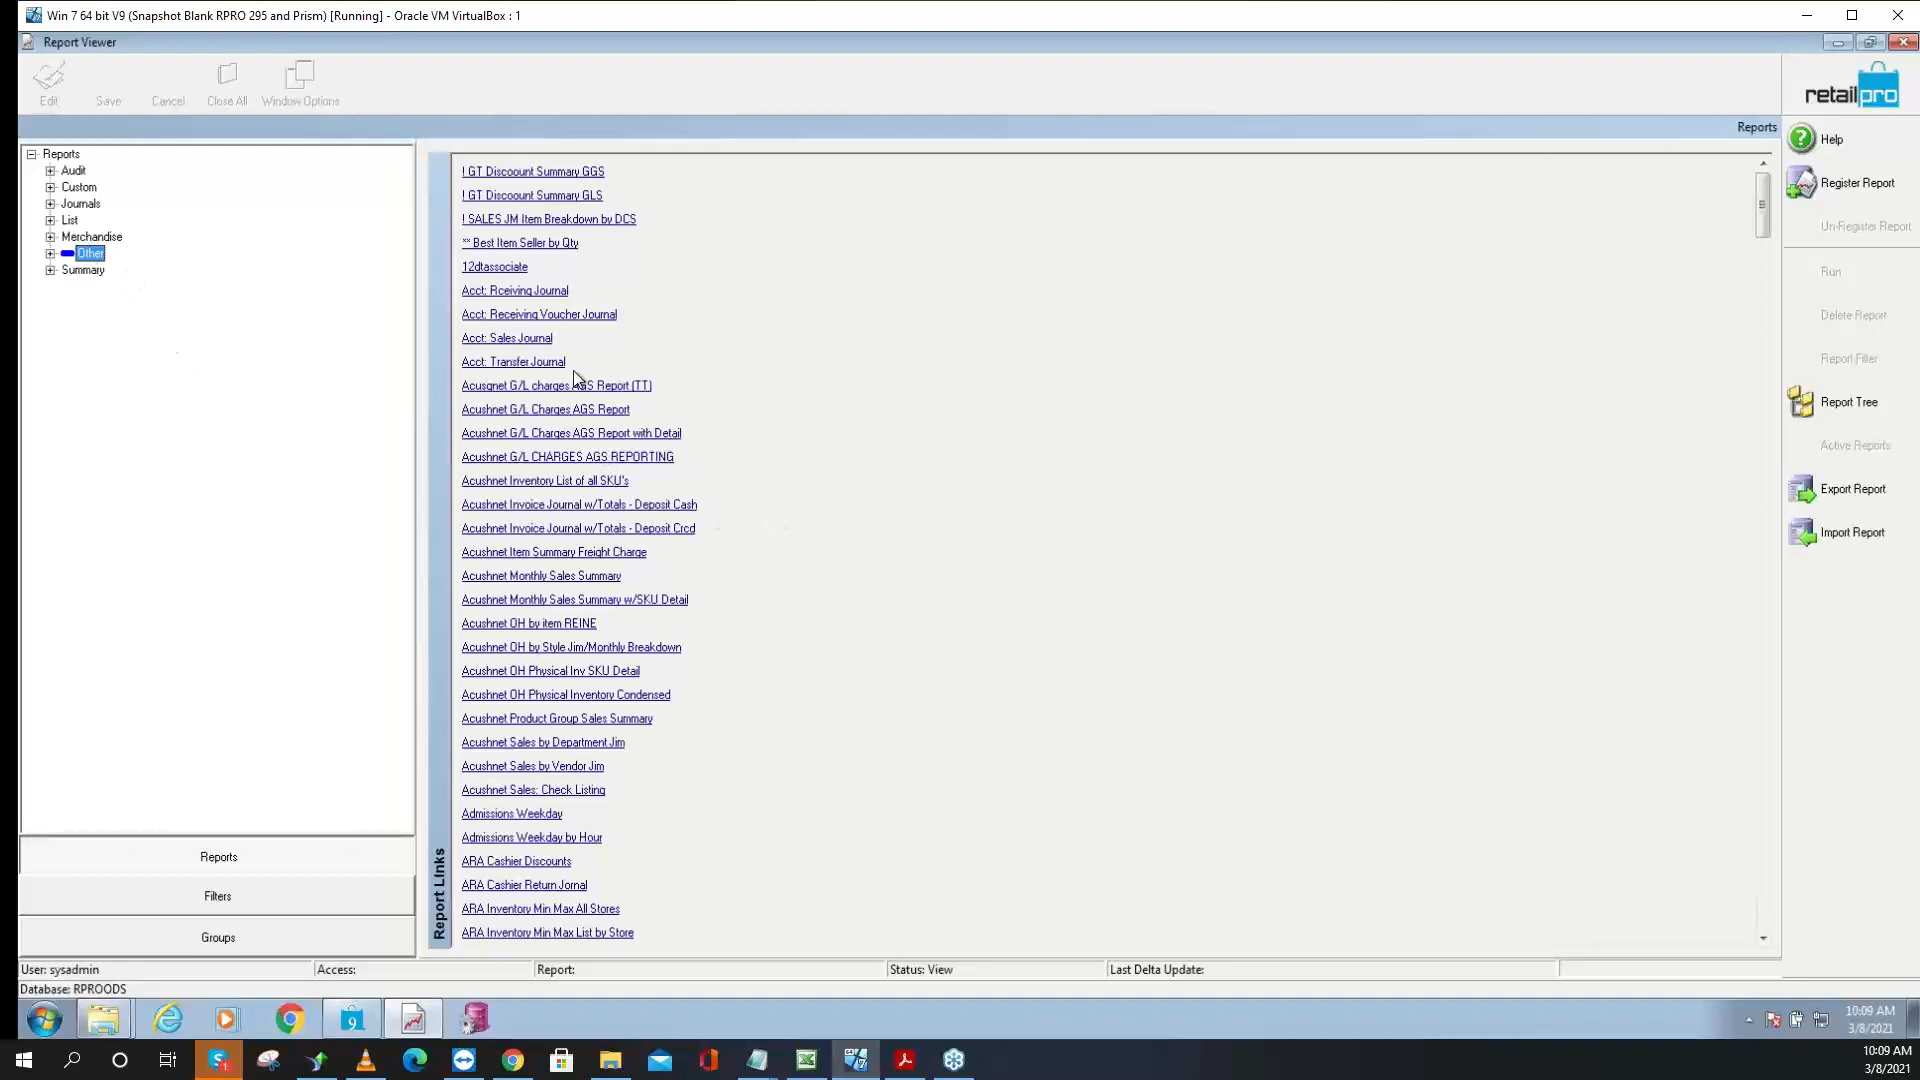 Win 7 64 bit V9 (Snapshot Blank RPRO 295 and Prism) [Running] - Oracle VM VirtualBox : 1
Report Viewer
Edit Save Cancel Close All Window Options
retailpro
Reports
Reports
Audit
Custom
Journals
List
Merchandise
Other
Summary
Reports
Filters
Groups
Report Links
! GT Discoount Summary GGS
! GT Discoount Summary GLS
! SALES JM Item Breakdown by DCS
** Best Item Seller by Qty
12dtassociate
Acct: Rceiving Journal
Acct: Receiving Voucher Journal
Acct: Sales Journal
Acct: Transfer Journal
Acusgnet G/L charges AGS Report (TT)
Acushnet G/L Charges AGS Report
Acushnet G/L Charges AGS Report with Detail
Acushnet G/L CHARGES AGS REPORTING
Acushnet Inventory List of all SKU's
Acushnet Invoice Journal w/Totals - Deposit Cash
Acushnet Invoice Journal w/Totals - Deposit Crcd
Acushnet Item Summary Freight Charge
Acushnet Monthly Sales Summary
Acushnet Monthly Sales Summary w/SKU Detail
Acushnet OH by item REINE
Acushnet OH by Style Jim/Monthly Breakdown
Acushnet OH Physical Inv SKU Detail
Acushnet OH Physical Inventory Condensed
Acushnet Product Group Sales Summary
Acushnet Sales by Department Jim
Acushnet Sales by Vendor Jim
Acushnet Sales: Check Listing
Admissions Weekday
Admissions Weekday by Hour
ARA Cashier Discounts
ARA Cashier Return Jornal
ARA Inventory Min Max All Stores
ARA Inventory Min Max List by Store
Help
Register Report
Un-Register Report
Run
Delete Report
Report Filter
Report Tree
Active Reports
Export Report
Import Report
User: sysadmin Access: Report: Status: View Last Delta Update:
Database: RPROODS
9
10:09 AM
3/8/2021
10:09 AM
3/8/2021